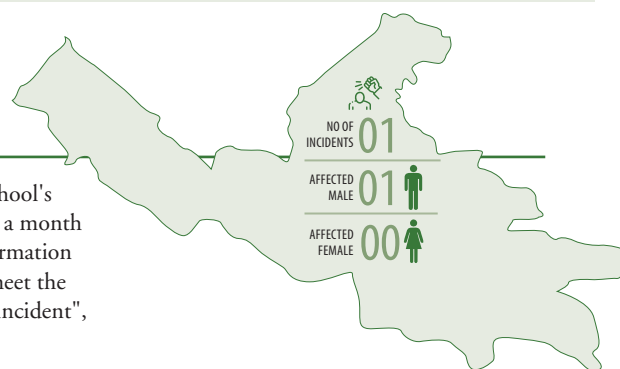 NO OF
INCIDENTS 01
AFFECTED
MALE 01
AFFECTED
FEMALE 00
hool's
a month
rmation
neet the
ncident",